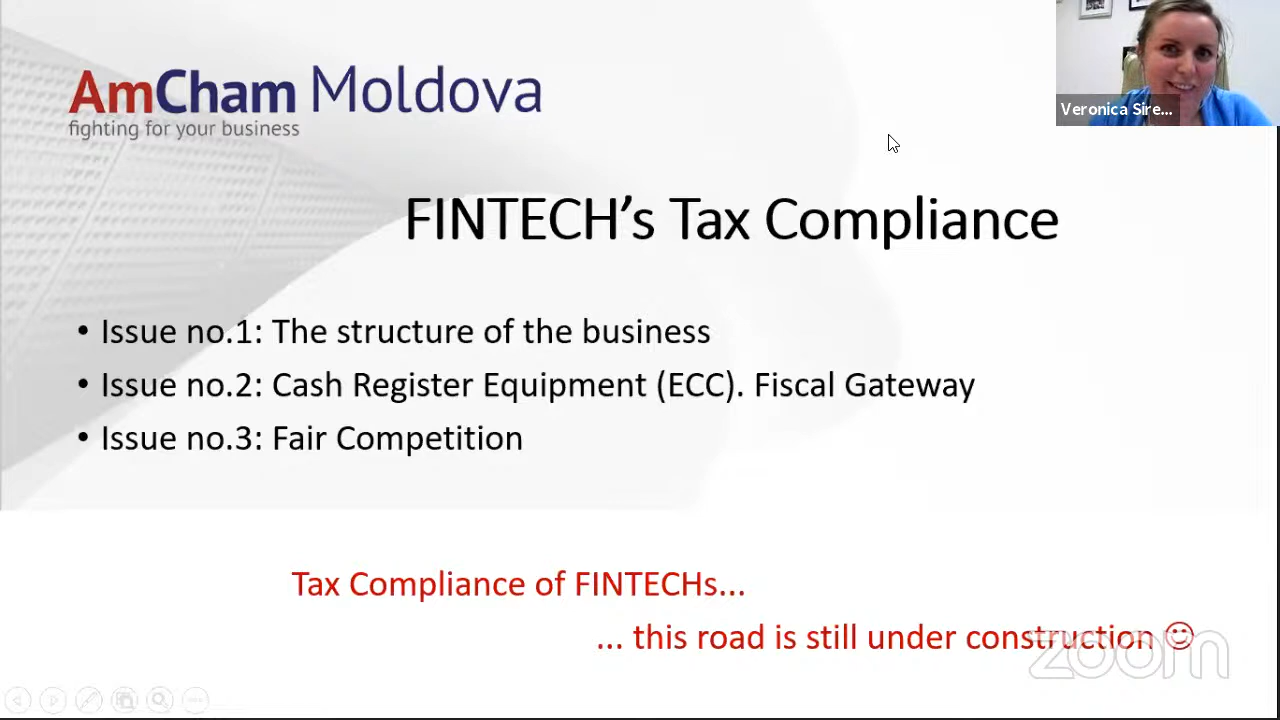 AmCham Moldova
fighting for your business
Veronica Sire...
FINTECH’s Tax Compliance
• Issue no.1: The structure of the business
• Issue no.2: Cash Register Equipment (ECC). Fiscal Gateway
• Issue no.3: Fair Competition
Tax Compliance of FINTECHs...
... this road is still under construction ☺
zoom